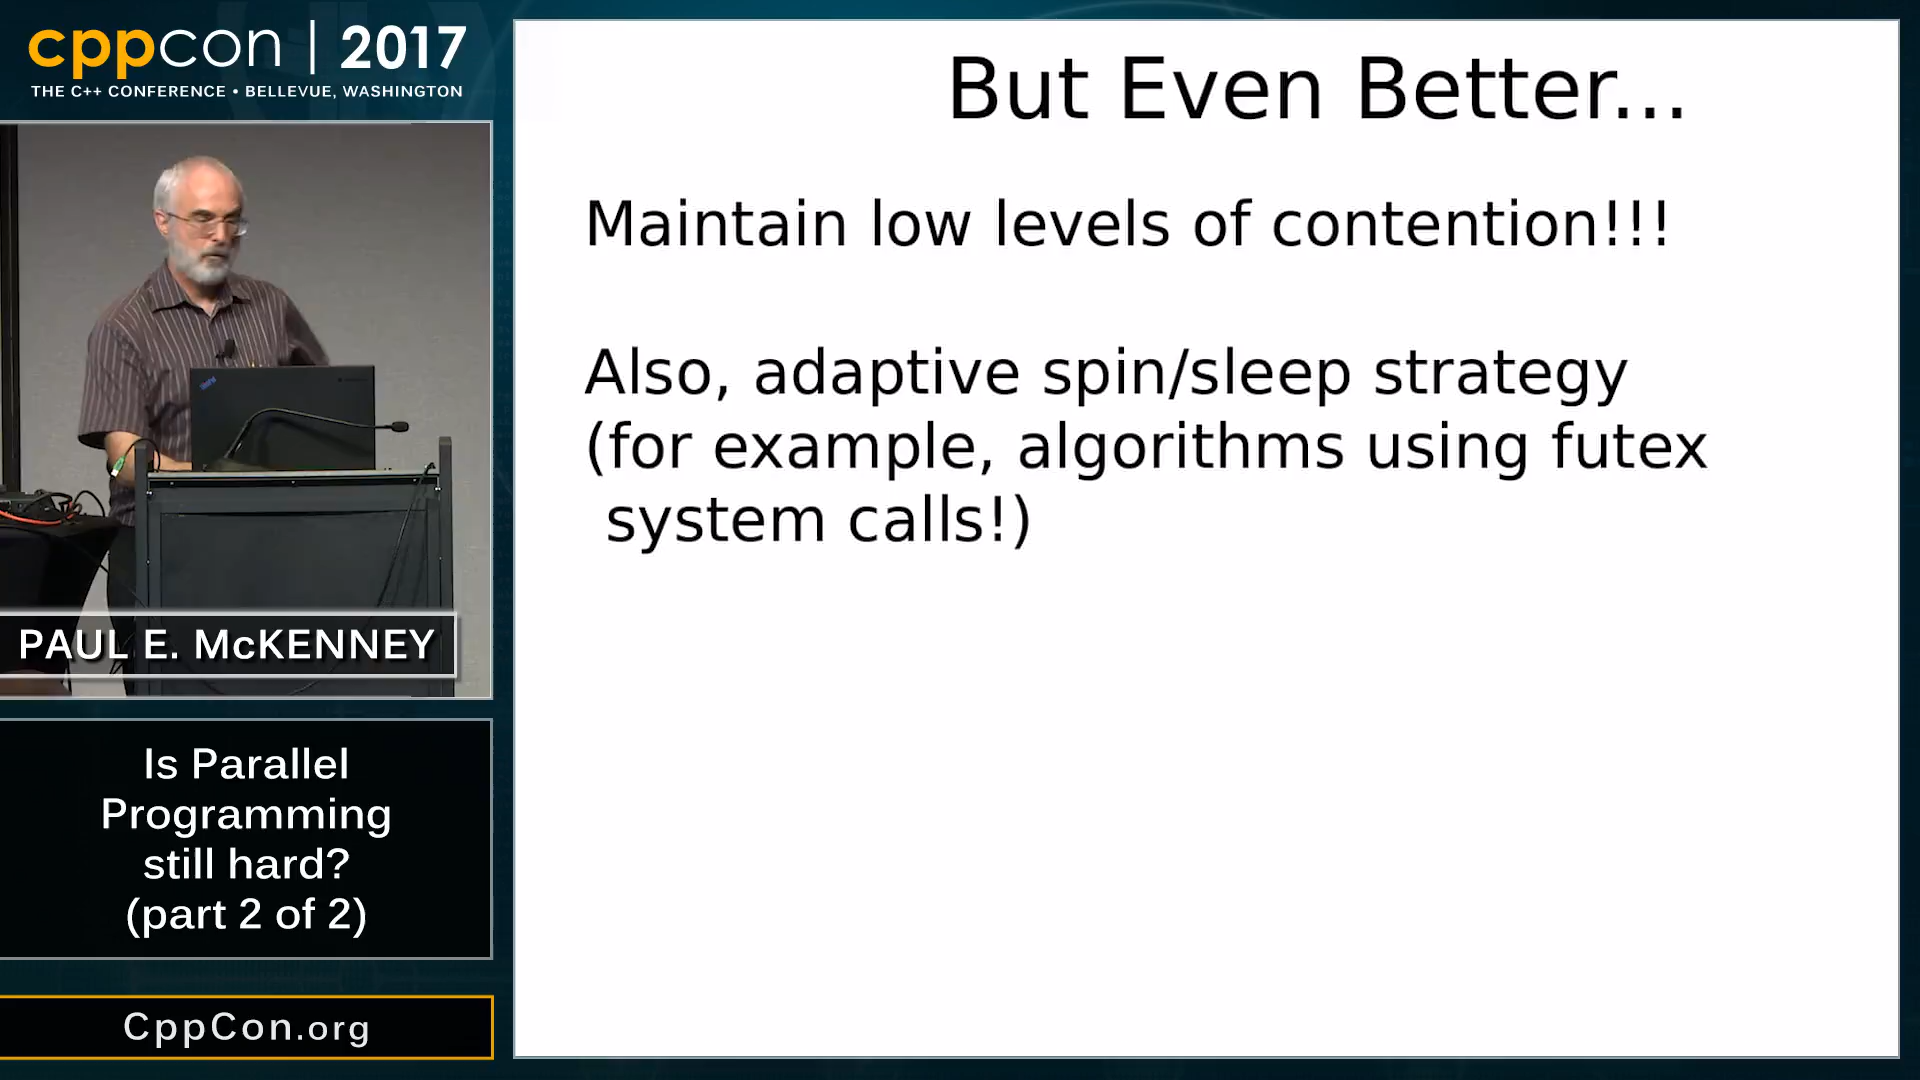 cppcon | 2017
THE C++ CONFERENCE • BELLEVUE, WASHINGTON
PAUL E. McKENNEY
Is Parallel
Programming
still hard?
(part 2 of 2)
CppCon.org
But Even Better...
Maintain low levels of contention!!!
Also, adaptive spin/sleep strategy
(for example, algorithms using futex
system calls!)